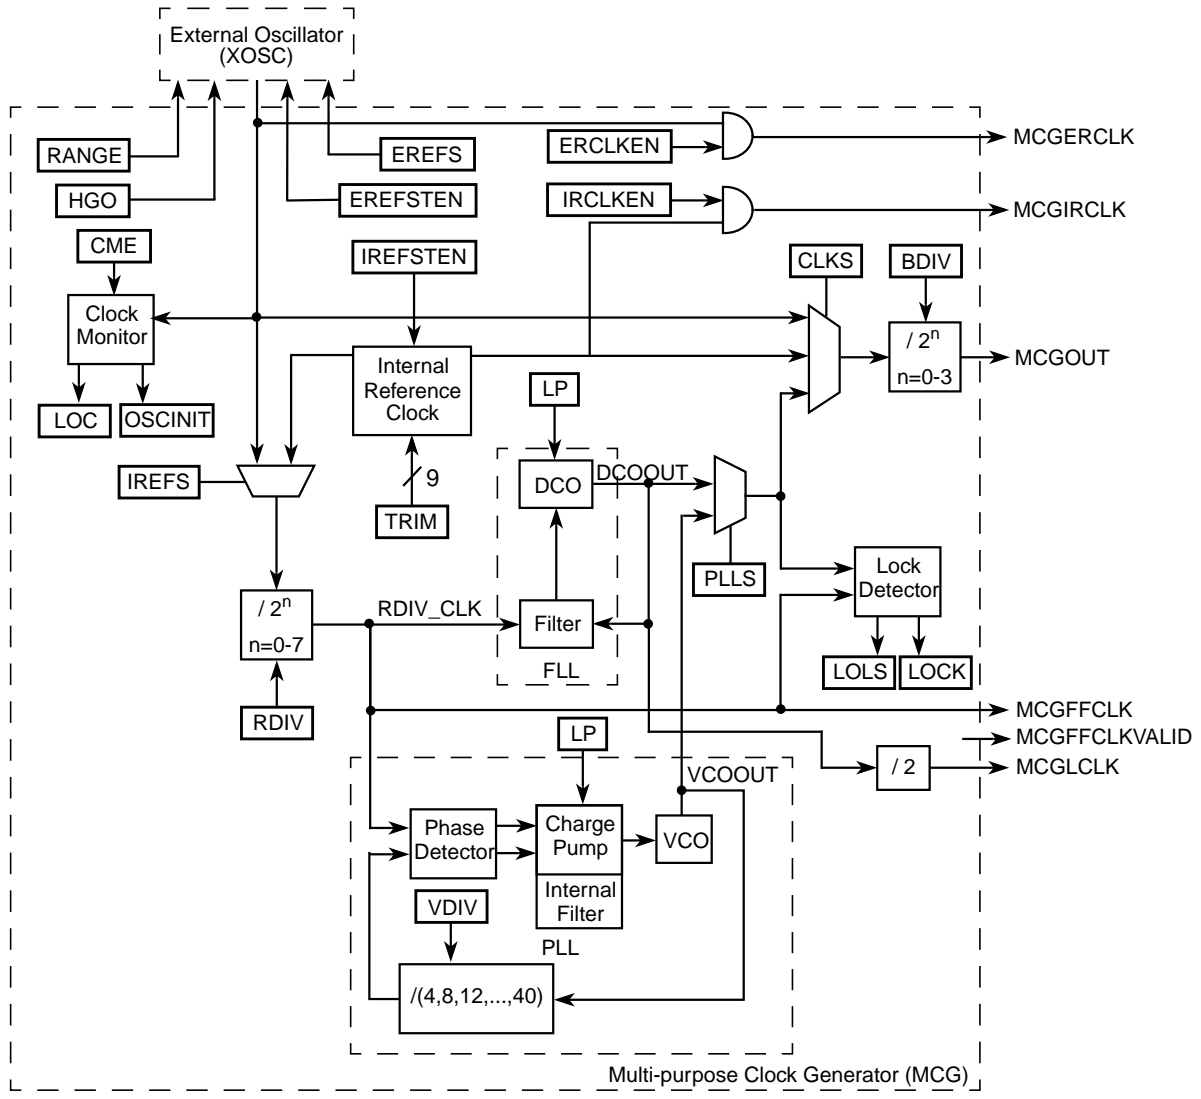 External Oscillator
(XOSC)
RANGE
HGO
EREFS
EREFSTEN
ERCLKEN
IRCLKEN
MCGERCLK
MCGIRCLK
CME
IREFSTEN
CLKS
BDIV
Clock
Monitor
LOC
OSCINIT
Internal
Reference
Clock
/ 2n
n=0-3
MCGOUT
LP
IREFS
9
TRIM
DCO
DCOOUT
PLLS
Lock
Detector
LOLS
LOCK
/ 2n
n=0-7
RDIV_CLK
Filter
FLL
RDIV
MCGFFCLK
MCGFFCLKVALID
MCGLCLK
/ 2
LP
VCOOUT
Phase
Detector
Charge
Pump
VCO
Internal
Filter
VDIV
PLL
/(4,8,12,...,40)
Multi-purpose Clock Generator (MCG)